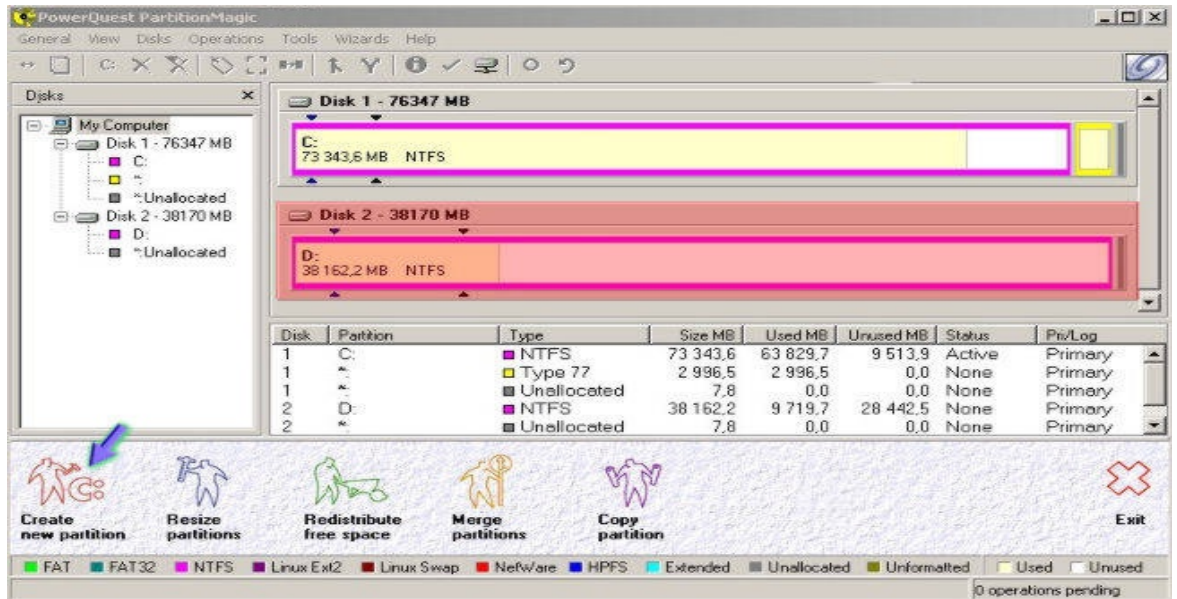 PowerQuest PartitionMagic
General View Disks Operations Tools Wizards Help
Disks
My Computer
Disk 1 - 76347 MB
C:
*:
*:Unallocated
Disk 2 - 38170 MB
D:
*:Unallocated
Disk 1 - 76347 MB
C:
73 343,6 MB NTFS
Disk 2 - 38170 MB
D:
38 162,2 MB NTFS
Disk Partition Type Size MB Used MB Unused MB Status Pri/Log
1 C: NTFS 73 343,6 63 829,7 9 513,9 Active Primary
1 *: Type 77 2 996,5 2 996,5 0,0 None Primary
1 *: Unallocated 7,8 0,0 0,0 None Primary
2 D: NTFS 38 162,2 9 719,7 28 442,5 None Primary
2 *: Unallocated 7,8 0,0 0,0 None Primary
C:
Create new partition
Resize partitions
Redistribute free space
Merge partitions
Copy partition
Exit
FAT FAT32 NTFS Linux Ext2 Linux Swap NetWare HPFS Extended Unallocated Unformatted Used Unused
0 operations pending